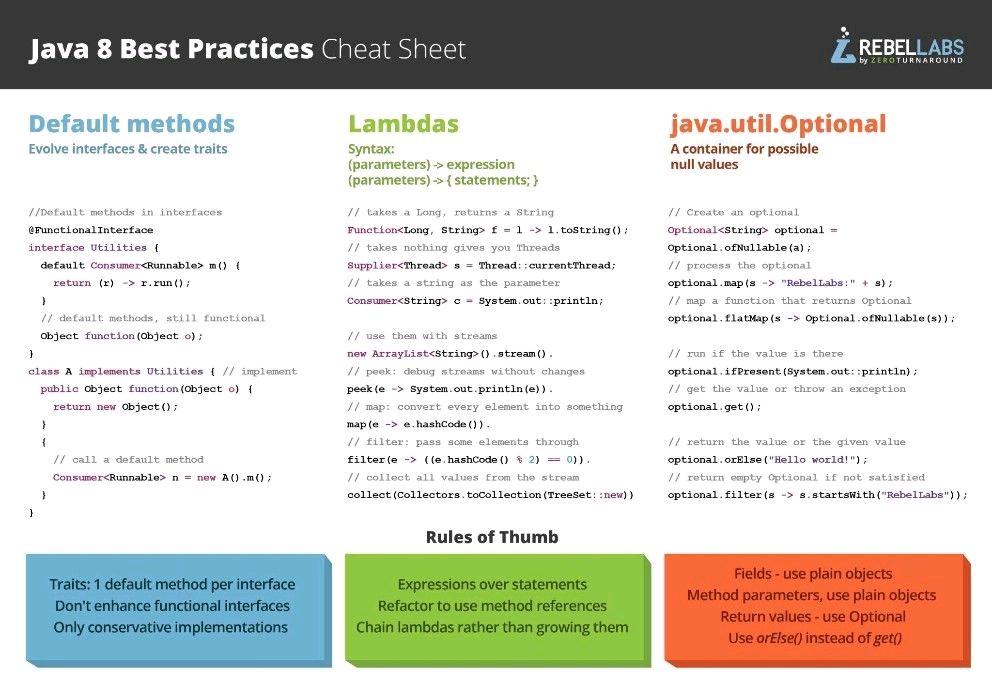 Java 8 Best Practices Cheat Sheet
REBELLABS
by ZEROTURNAROUND
Default methods
Evolve interfaces & create traits
//Default methods in interfaces
@FunctionalInterface
interface Utilities {
default Consumer<Runnable> m() {
return (r) -> r.run();
}
// default methods, still functional
Object function(Object o);
}
class A implements Utilities { // implement
public Object function(Object o) {
return new Object();
}
{
// call a default method
Consumer<Runnable> n = new A().m();
}
}
Lambdas
Syntax:
(parameters) -> expression
(parameters) -> { statements; }
// takes a Long, returns a String
Function<Long, String> f = l -> l.toString();
// takes nothing gives you Threads
Supplier<Thread> s = Thread::currentThread;
// takes a string as the parameter
Consumer<String> c = System.out::println;
// use them with streams
new ArrayList<String>().stream().
// peek: debug streams without changes
peek(e -> System.out.println(e)).
// map: convert every element into something
map(e -> e.hashCode()).
// filter: pass some elements through
filter(e -> ((e.hashCode() % 2) == 0)).
// collect all values from the stream
collect(Collectors.toCollection(TreeSet::new))
java.util.Optional
A container for possible
null values
// Create an optional
Optional<String> optional =
Optional.ofNullable(a);
// process the optional
optional.map(s -> "RebelLabs:" + s);
// map a function that returns Optional
optional.flatMap(s -> Optional.ofNullable(s));
// run if the value is there
optional.ifPresent(System.out::println);
// get the value or throw an exception
optional.get();
// return the value or the given value
optional.orElse("Hello world!");
// return empty Optional if not satisfied
optional.filter(s -> s.startsWith("RebelLabs"));
Rules of Thumb
Traits: 1 default method per interface
Don't enhance functional interfaces
Only conservative implementations
Expressions over statements
Refactor to use method references
Chain lambdas rather than growing them
Fields - use plain objects
Method parameters, use plain objects
Return values - use Optional
Use orElse() instead of get()